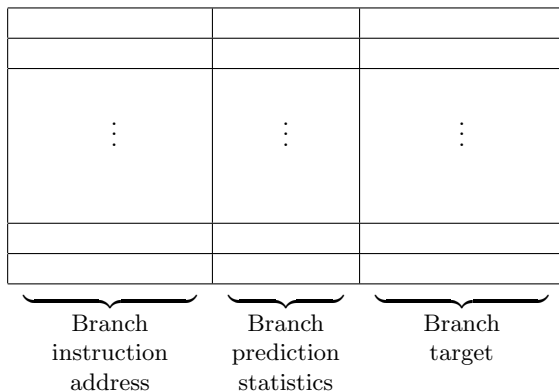 Branch instruction address
Branch prediction statistics
Branch target